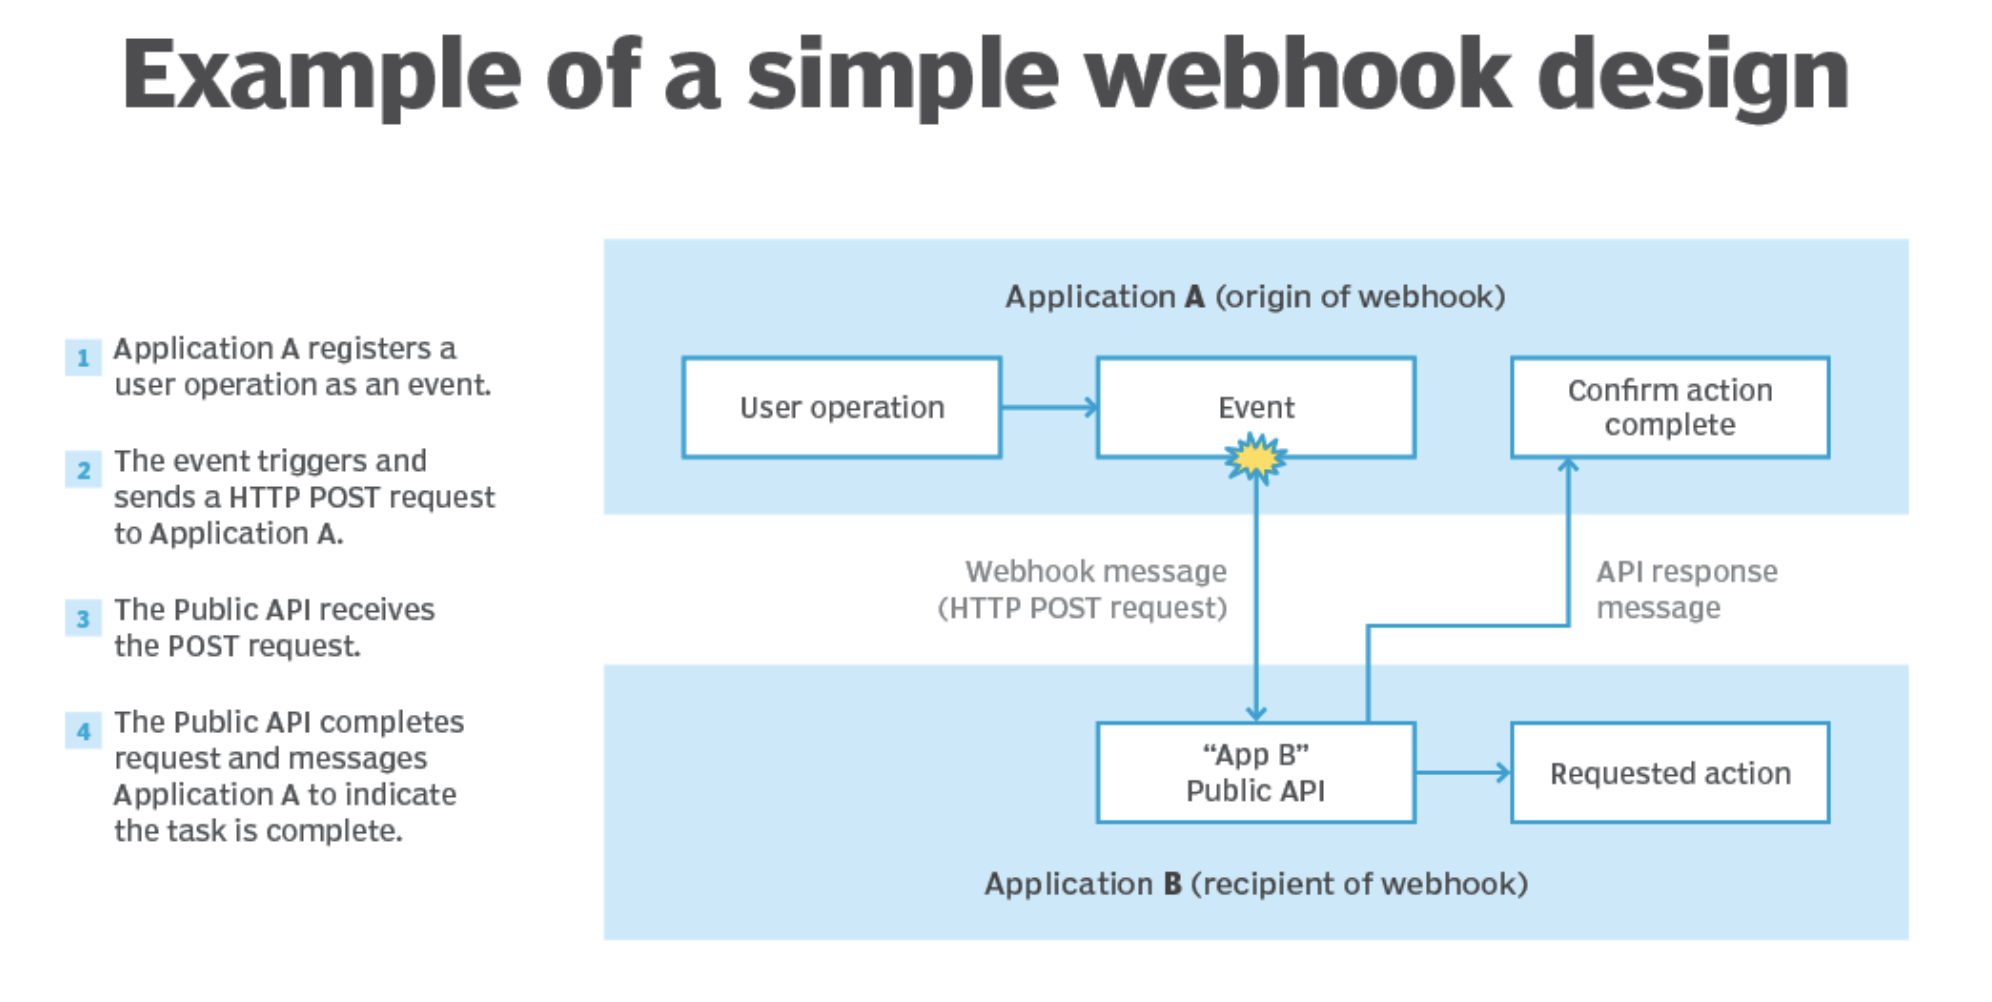 Example of a simple webhook design
1
Application A registers a
user operation as an event.
2
The event triggers and
sends a HTTP POST request
to Application A.
3
The Public API receives
the POST request.
4
The Public API completes
request and messages
Application A to indicate
the task is complete.
Application A (origin of webhook)
User operation
Event
Confirm action
complete
Webhook message
(HTTP POST request)
API response
message
“App B”
Public API
Requested action
Application B (recipient of webhook)